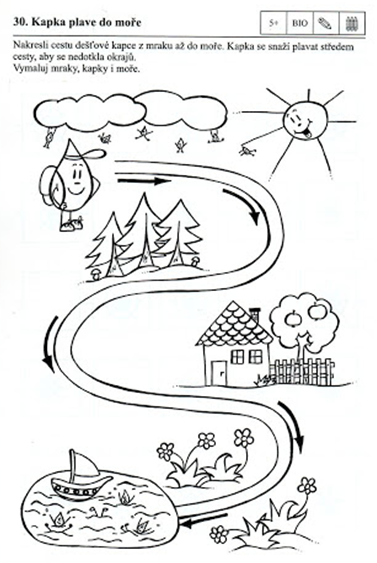 30. Kapka plave do moře
5+ BIO
Nakresli cestu dešťové kapce z mraku až do moře. Kapka se snaží plavat středem
cesty, aby se nedotkla okrajů.
Vymaluj mraky, kapky i moře.